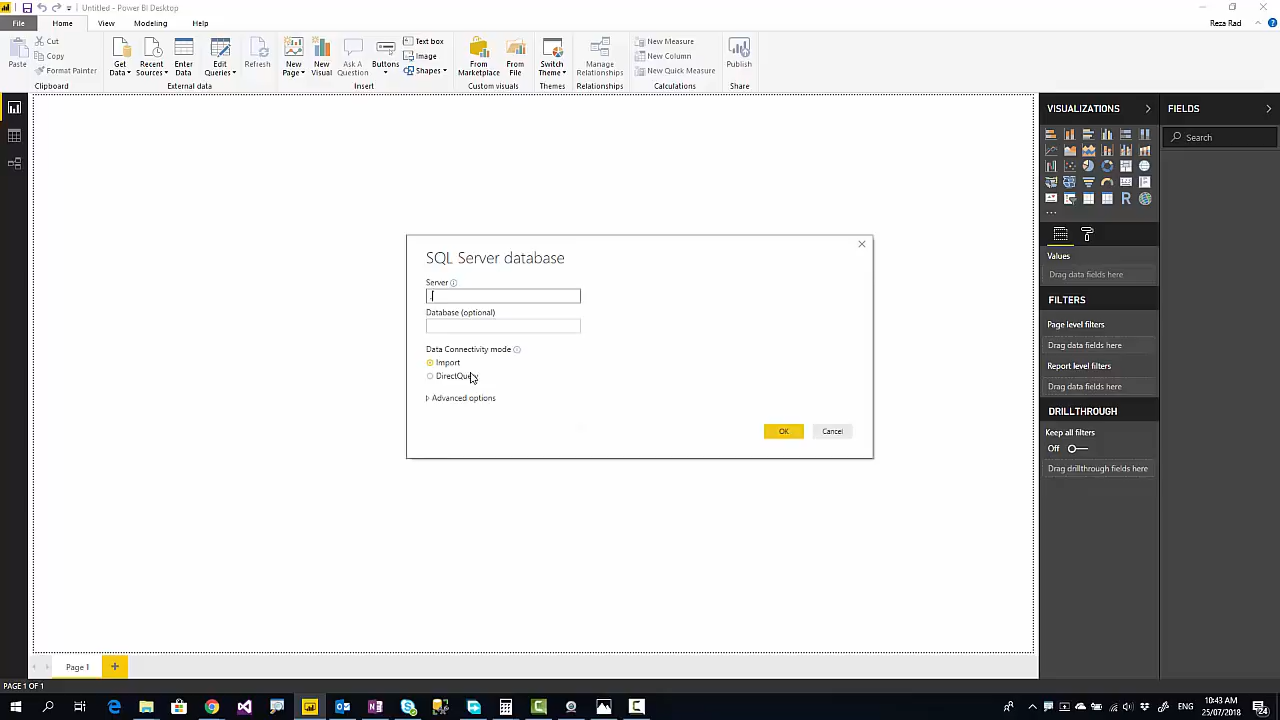 Untitled - Power BI Desktop
File
Home
View
Modeling
Help
Reza Rad
Paste
Cut
Copy
Format Painter
Clipboard
Get Data
Recent Sources
Enter Data
Edit Queries
Refresh
External data
New Page
New Visual
Ask A Question
Buttons
Text box
Image
Shapes
Insert
From Marketplace
From File
Custom visuals
Switch Theme
Themes
Manage Relationships
Relationships
New Measure
New Column
New Quick Measure
Calculations
Publish
Share
VISUALIZATIONS
FIELDS
Search
Values
Drag data fields here
FILTERS
Page level filters
Drag data fields here
Report level filters
Drag data fields here
DRILLTHROUGH
Keep all filters
Off
Drag drillthrough fields here
SQL Server database
Server
.
Database (optional)
Data Connectivity mode
Import
DirectQuery
Advanced options
OK
Cancel
Page 1
PAGE 1 OF 1
ENG
10:43 AM
25/07/2018